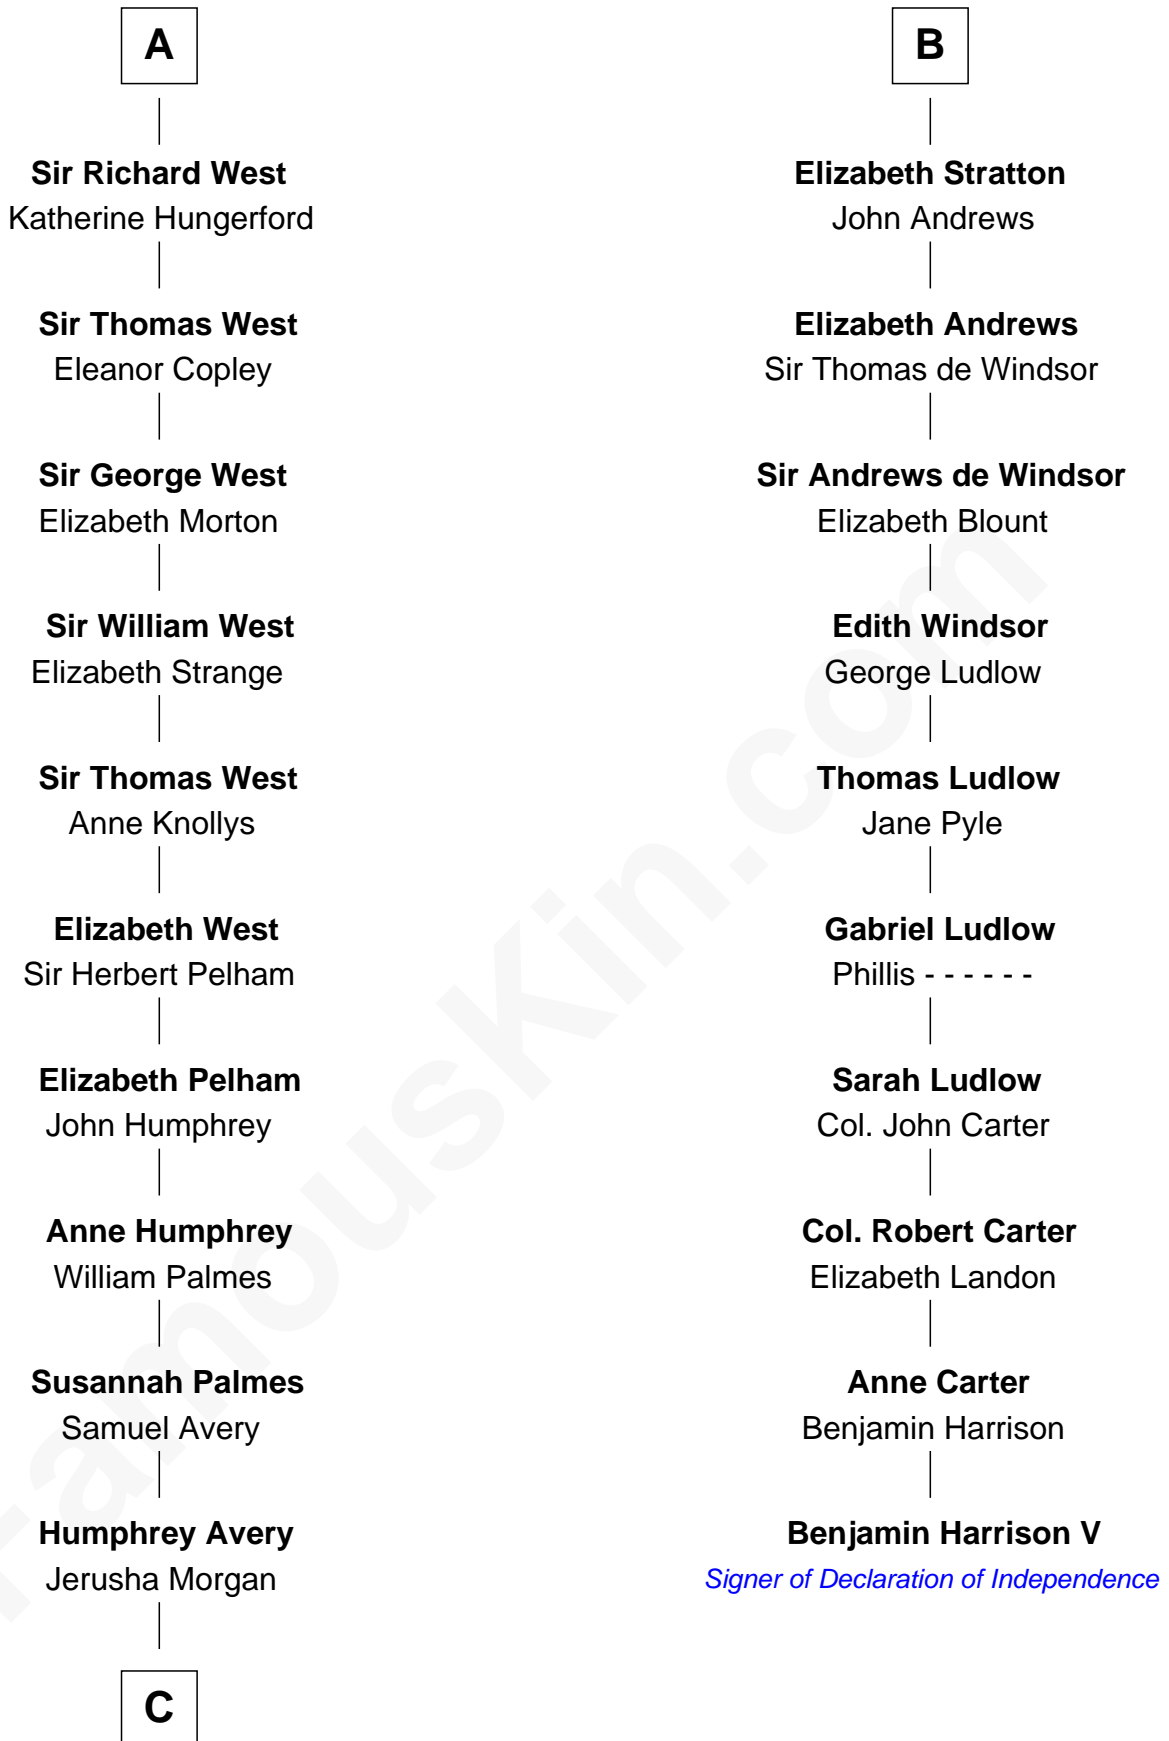 A
Sir Richard West
Katherine Hungerford
Sir Thomas West
Eleanor Copley
Sir George West
Elizabeth Morton
Sir William West
Elizabeth Strange
Sir Thomas West
Anne Knollys
Elizabeth West
Sir Herbert Pelham
Elizabeth Pelham
John Humphrey
Anne Humphrey
William Palmes
Susannah Palmes
Samuel Avery
Humphrey Avery
Jerusha Morgan
C
B
Elizabeth Stratton
John Andrews
Elizabeth Andrews
Sir Thomas de Windsor
Sir Andrews de Windsor
Elizabeth Blount
Edith Windsor
George Ludlow
Thomas Ludlow
Jane Pyle
Gabriel Ludlow
Phillis - - - - - -
Sarah Ludlow
Col. John Carter
Col. Robert Carter
Elizabeth Landon
Anne Carter
Benjamin Harrison
Benjamin Harrison V
Signer of Declaration of Independence
FamousKin.com